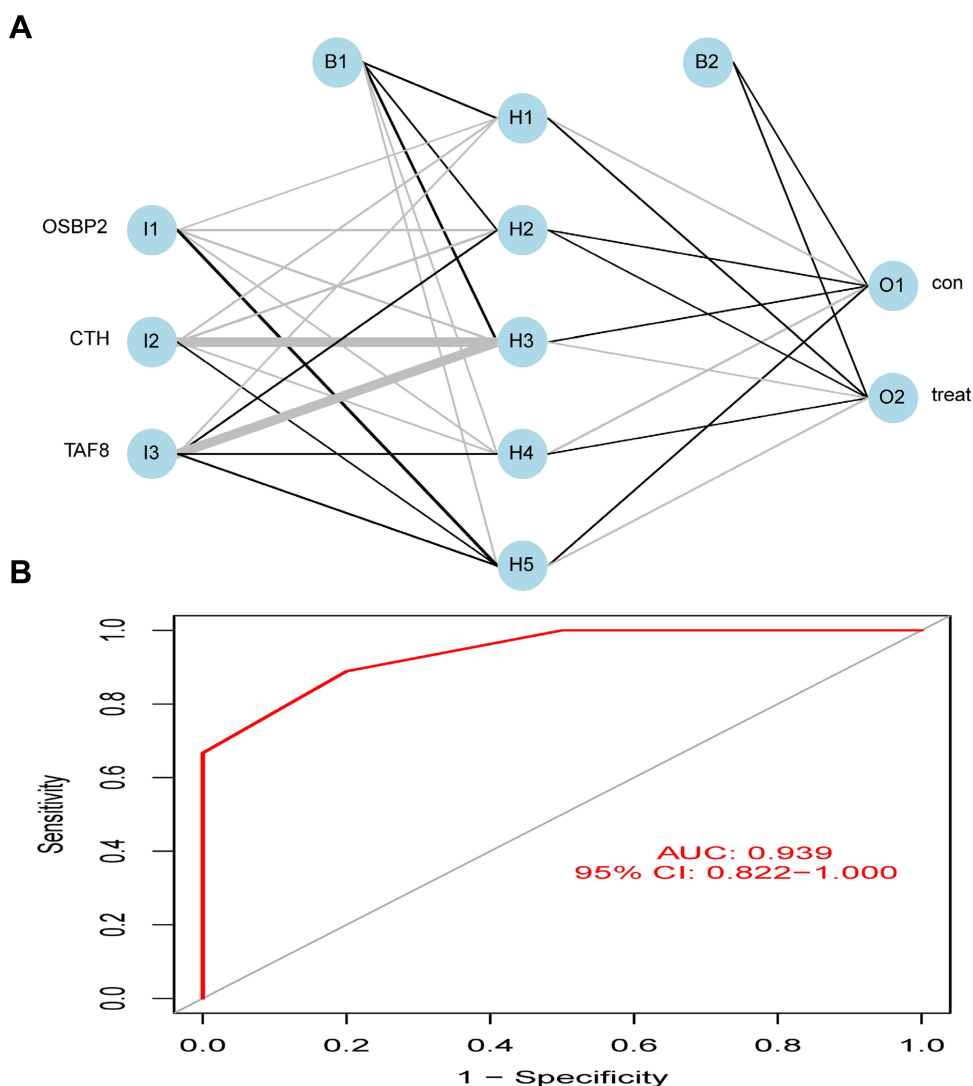 A
B1
B2
H1
OSBP2 I1 H2
O1 con
CTH I2 H3
O2 treat
TAF8 I3 H4
H5
B
1.0
0.8
0.6
0.4
0.2
0.0
Sensitivity
AUC: 0.939
95% CI: 0.822–1.000
0.0 0.2 0.4 0.6 0.8 1.0
1 − Specificity